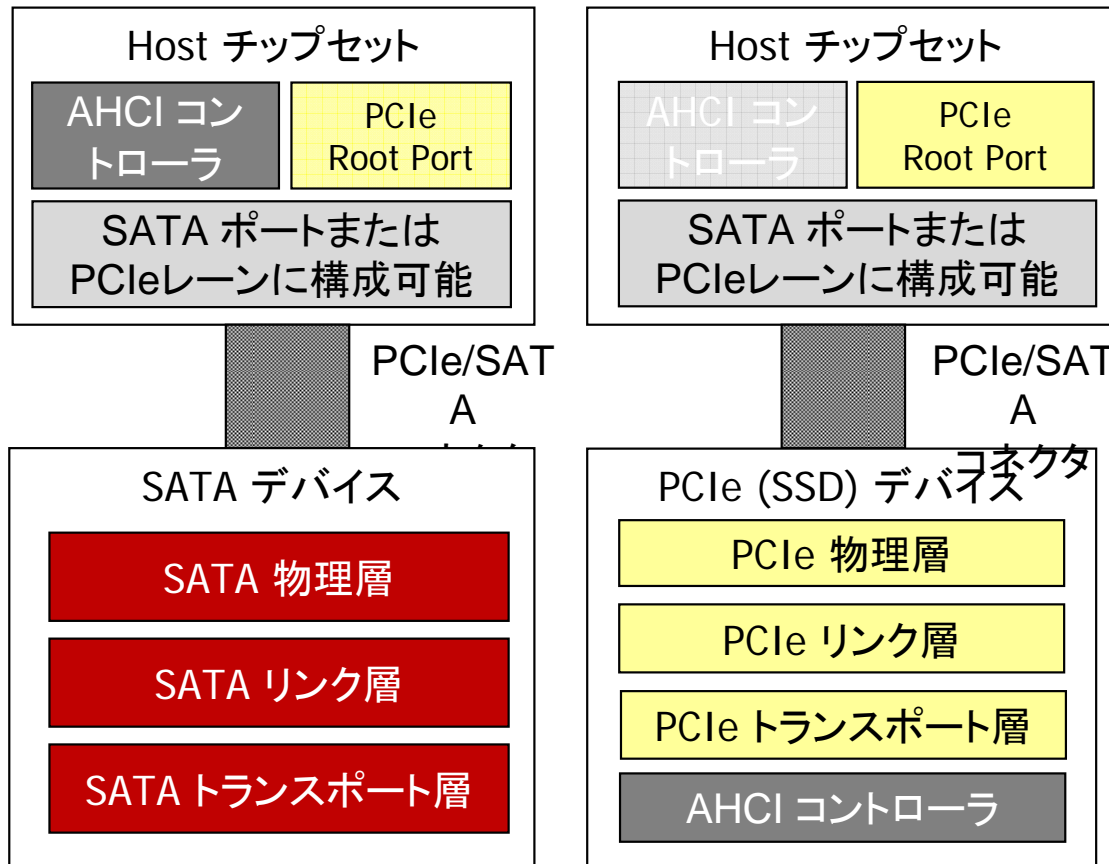 Host チップセット
AHCI コン
トローラ
PCIe
Root Port
SATA ポートまたは
PCIeレーンに構成可能
PCIe/SAT
A
SATA デバイス
SATA 物理層
SATA リンク層
SATA トランスポート層
Host チップセット
AHCI コン
トローラ
PCIe
Root Port
SATA ポートまたは
PCIeレーンに構成可能
PCIe/SAT
A
コネクタ
PCIe (SSD) デバイス
PCIe 物理層
PCIe リンク層
PCIe トランスポート層
AHCI コントローラ